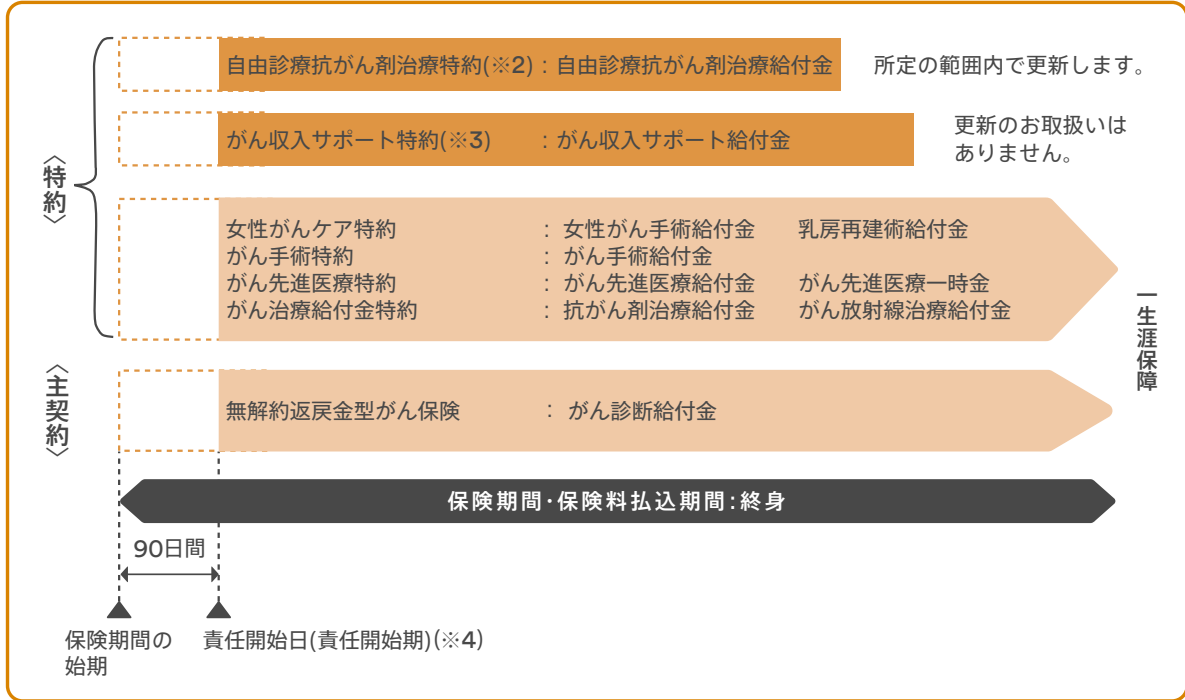 〈特約〉
自由診療抗がん剤治療特約(※2) : 自由診療抗がん剤治療給付金
所定の範囲内で更新します。
がん収入サポート特約(※3) : がん収入サポート給付金
更新のお取扱いは
ありません。
女性がんケア特約 : 女性がん手術給付金 乳房再建術給付金
がん手術特約 : がん手術給付金
がん先進医療特約 : がん先進医療給付金 がん先進医療一時金
がん治療給付金特約 : 抗がん剤治療給付金 がん放射線治療給付金
一生涯保障
〈主契約〉
無解約返戻金型がん保険 : がん診断給付金
保険期間・保険料払込期間:終身
90日間
保険期間の
始期
責任開始日(責任開始期)(※4)